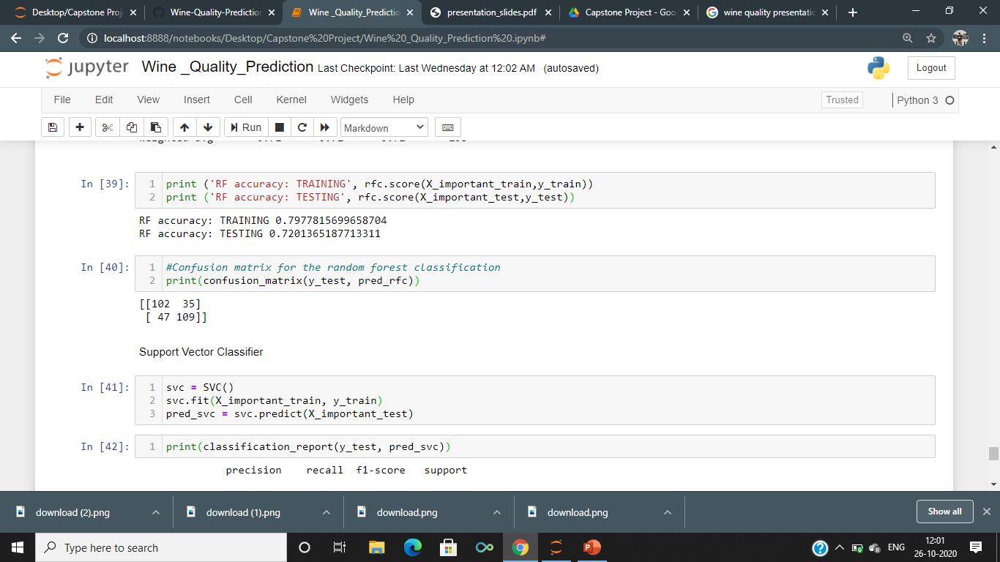 Desktop/Capstone Proj
Wine-Quality-Prediction
Wine _Quality_Predictio
presentation_slides.pdf
Capstone Project - Goo
wine quality presentatio
localhost:8888/notebooks/Desktop/Capstone%20Project/Wine%20_Quality_Prediction%20.ipynb#
jupyter Wine _Quality_Prediction Last Checkpoint: Last Wednesday at 12:02 AM (autosaved)
Logout
File Edit View Insert Cell Kernel Widgets Help
Trusted
Python 3
Run
Markdown
In [39]:
1 print ('RF accuracy: TRAINING', rfc.score(X_important_train,y_train))
2 print ('RF accuracy: TESTING', rfc.score(X_important_test,y_test))
RF accuracy: TRAINING 0.7977815699658704
RF accuracy: TESTING 0.7201365187713311
In [40]:
1 #Confusion matrix for the random forest classification
2 print(confusion_matrix(y_test, pred_rfc))
[[102  35]
[ 47 109]]
Support Vector Classifier
In [41]:
1 svc = SVC()
2 svc.fit(X_important_train, y_train)
3 pred_svc = svc.predict(X_important_test)
In [42]:
1 print(classification_report(y_test, pred_svc))
precision recall f1-score support
download (2).png
download (1).png
download.png
download.png
Show all
Type here to search
ENG
12:01
26-10-2020